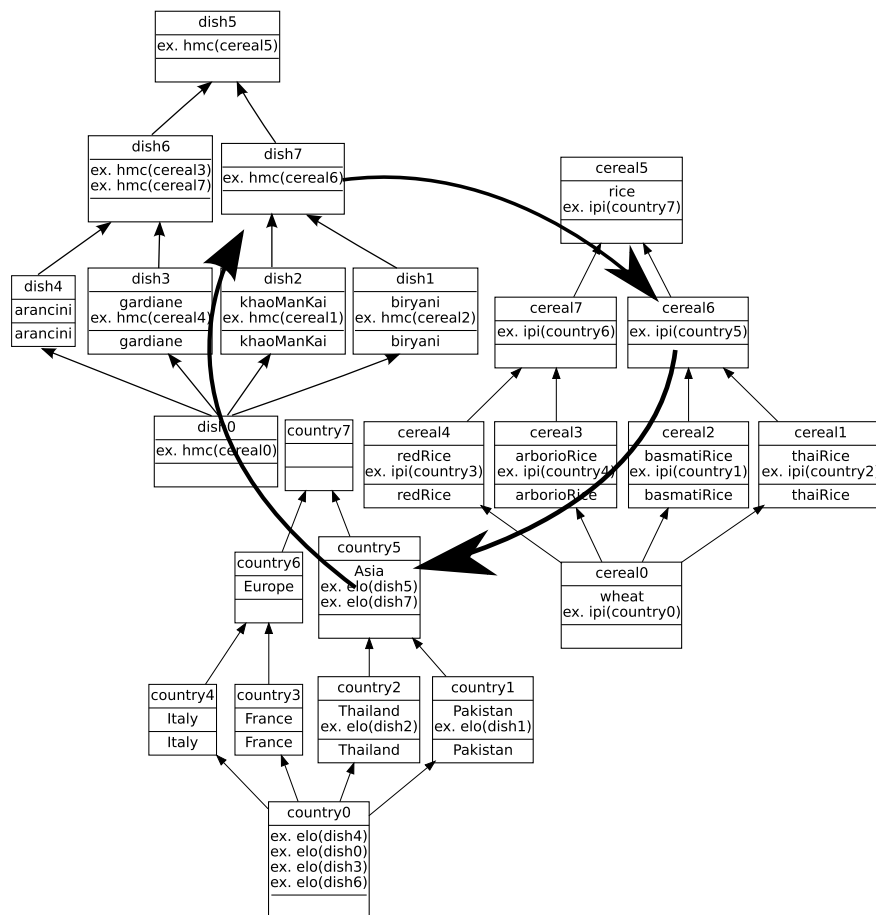 dish5
ex. hmc(cereal5)
dish6
ex. hmc(cereal3)
ex. hmc(cereal7)
dish7
ex. hmc(cereal6)
cereal5
rice
ex. ipi(country7)
dish4
arancini
arancini
dish3
gardiane
ex. hmc(cereal4)
gardiane
dish2
khaoManKai
ex. hmc(cereal1)
khaoManKai
dish1
biryani
ex. hmc(cereal2)
biryani
cereal7
ex. ipi(country6)
cereal6
ex. ipi(country5)
dish0
ex. hmc(cereal0)
country7
cereal4
redRice
ex. ipi(country3)
redRice
cereal3
arborioRice
ex. ipi(country4)
arborioRice
cereal2
basmatiRice
ex. ipi(country1)
basmatiRice
cereal1
thaiRice
ex. ipi(country2)
thaiRice
country6
Europe
country5
Asia
ex. elo(dish5)
ex. elo(dish7)
cereal0
wheat
ex. ipi(country0)
country4
Italy
Italy
country3
France
France
country2
Thailand
ex. elo(dish2)
Thailand
country1
Pakistan
ex. elo(dish1)
Pakistan
country0
ex. elo(dish4)
ex. elo(dish0)
ex. elo(dish3)
ex. elo(dish6)